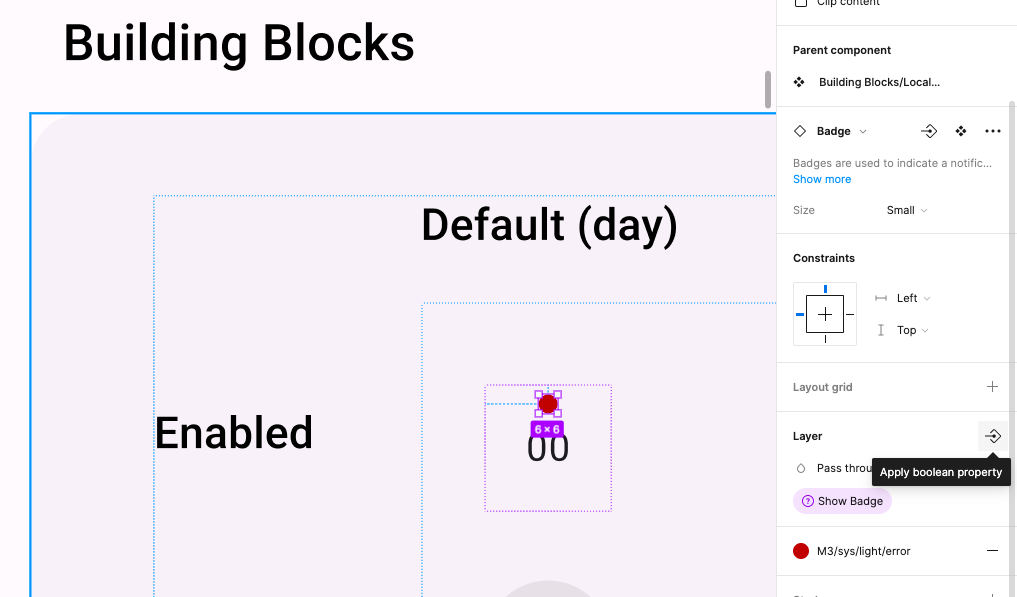 Building Blocks
Default (day)
Enabled
6 × 6
00
Clip content
Parent component
Building Blocks/Local...
Badge
Badges are used to indicate a notific...
Show more
Size Small
Constraints
Left
Top
Layout grid
Layer
Pass throu
Apply boolean property
Show Badge
M3/sys/light/error